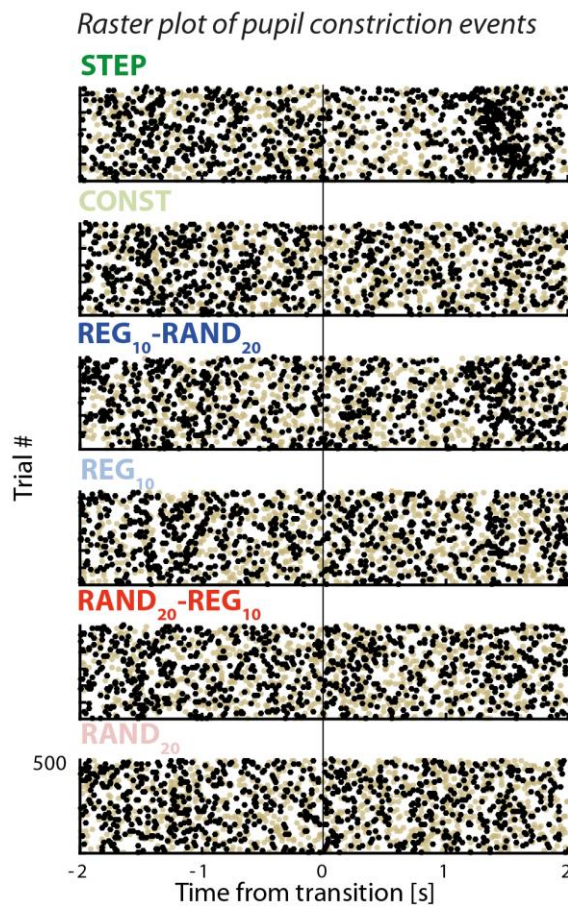 Raster plot of pupil constriction events
STEP
CONST
REG₁₀-RAND₂₀
REG₁₀
RAND₂₀-REG₁₀
RAND₂₀
Trial #
500
-2 -1 0 1 2
Time from transition [s]